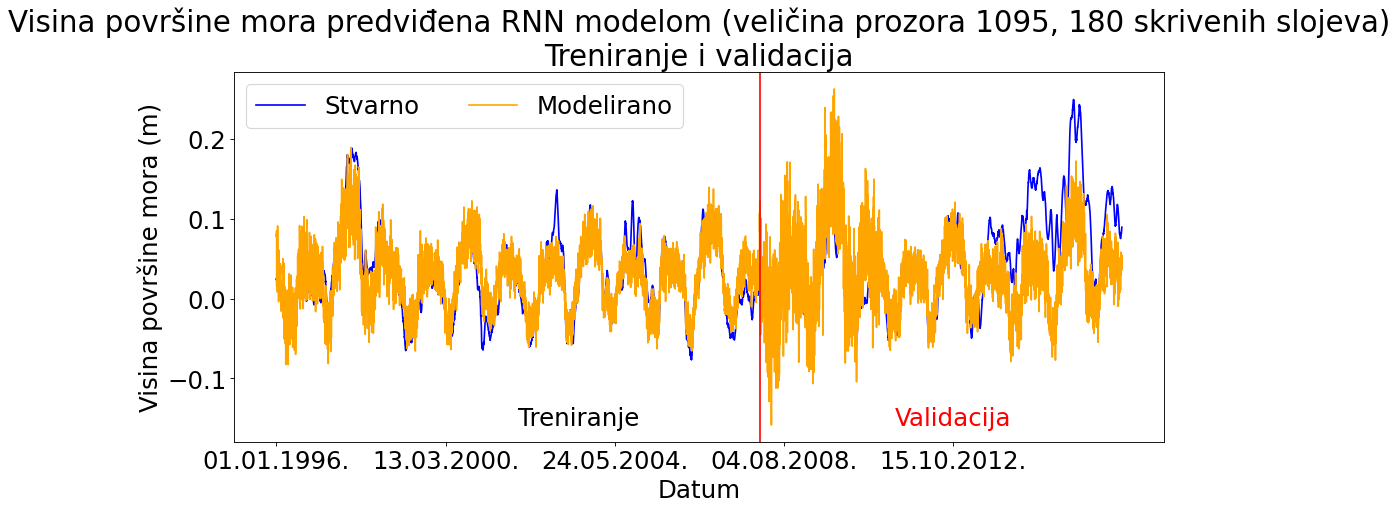 Visina površine mora predviđena RNN modelom (veličina prozora 1095, 180 skrivenih slojeva)
Treniranje i validacija
Stvarno
Modelirano
Visina površine mora (m)
0.2
0.1
0.0
−0.1
Treniranje
Validacija
01.01.1996.
13.03.2000.
24.05.2004.
04.08.2008.
15.10.2012.
Datum